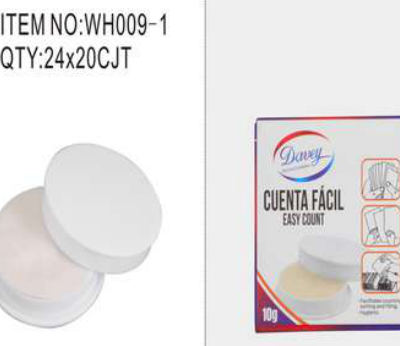 ITEM NO:WH009-1
QTY:24x20CJT
Davey
CUENTA FÁCIL
EASY COUNT
10g